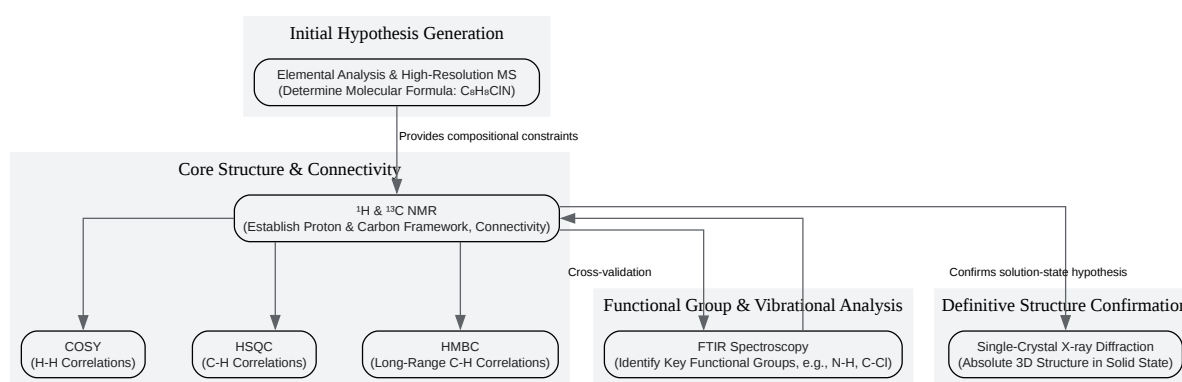 Initial Hypothesis Generation
Elemental Analysis & High-Resolution MS
(Determine Molecular Formula: C₈H₈ClN)
Provides compositional constraints
Core Structure & Connectivity
¹H & ¹³C NMR
(Establish Proton & Carbon Framework, Connectivity)
Cross-validation
Confirms solution-state hypothesis
Functional Group & Vibrational Analysis
Definitive Structure Confirmation
COSY
(H-H Correlations)
HSQC
(C-H Correlations)
HMBC
(Long-Range C-H Correlations)
FTIR Spectroscopy
(Identify Key Functional Groups, e.g., N-H, C-Cl)
Single-Crystal X-ray Diffraction
(Absolute 3D Structure in Solid State)